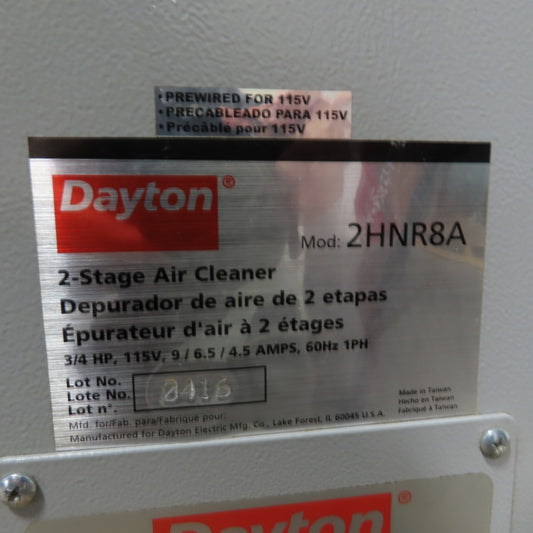 •PREWIRED FOR 115V
•PRECABLEADO PARA 115V
•Précâblé pour 115V
Dayton®
Mod: 2HNR8A
2-Stage Air Cleaner
Depurador de aire de 2 etapas
Épurateur d'air à 2 étages
3/4 HP, 115V, 9 / 6.5 / 4.5 AMPS, 60Hz 1PH
Lot No.
Lote No. 0416
Lot n°.
Made in Taiwan
Hecho en Taiwan
Fabriqué à Taiwan
Mfd. for/Fab. para/Fabriqué pour:
Manufactured for Dayton Electric Mfg. Co., Lake Forest, IL 60045 U.S.A.
Dayton®